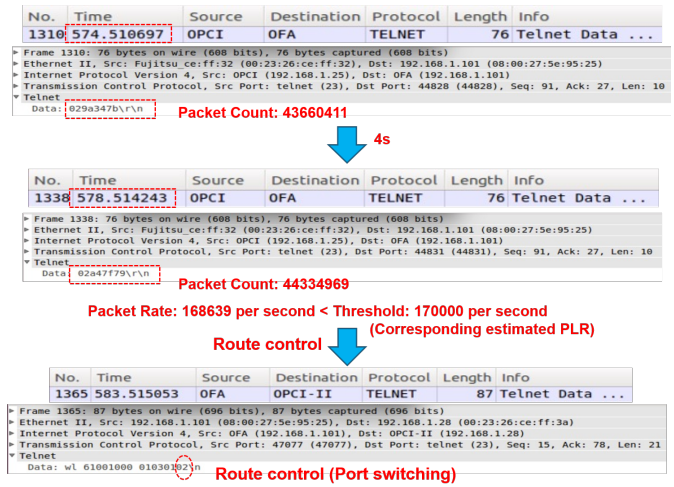 No. Time Source Destination Protocol Length Info
1310 574.510697 OPCI OFA TELNET 76 Telnet Data ...
Frame 1310: 76 bytes on wire (608 bits), 76 bytes captured (608 bits)
Ethernet II, Src: Fujitsu_ce:ff:32 (00:23:26:ce:ff:32), Dst: 192.168.1.101 (08:00:27:5e:95:25)
Internet Protocol Version 4, Src: OPCI (192.168.1.25), Dst: OFA (192.168.1.101)
Transmission Control Protocol, Src Port: telnet (23), Dst Port: 44828 (44828), Seq: 91, Ack: 27, Len: 10
Telnet
Data: 029a347b\r\n
Packet Count: 43660411
4s
No. Time Source Destination Protocol Length Info
1338 578.514243 OPCI OFA TELNET 76 Telnet Data ...
Frame 1338: 76 bytes on wire (608 bits), 76 bytes captured (608 bits)
Ethernet II, Src: Fujitsu_ce:ff:32 (00:23:26:ce:ff:32), Dst: 192.168.1.101 (08:00:27:5e:95:25)
Internet Protocol Version 4, Src: OPCI (192.168.1.25), Dst: OFA (192.168.1.101)
Transmission Control Protocol, Src Port: telnet (23), Dst Port: 44831 (44831), Seq: 91, Ack: 27, Len: 10
Telnet
Data: 02a47f79\r\n
Packet Count: 44334969
Packet Rate: 168639 per second < Threshold: 170000 per second
(Corresponding estimated PLR)
Route control
No. Time Source Destination Protocol Length Info
1365 583.515053 OFA OPCI-II TELNET 87 Telnet Data ...
Frame 1365: 87 bytes on wire (696 bits), 87 bytes captured (696 bits)
Ethernet II, Src: 192.168.1.101 (08:00:27:5e:95:25), Dst: 192.168.1.28 (00:23:26:ce:ff:3a)
Internet Protocol Version 4, Src: OFA (192.168.1.101), Dst: OPCI-II (192.168.1.28)
Transmission Control Protocol, Src Port: 47077 (47077), Dst Port: telnet (23), Seq: 15, Ack: 78, Len: 21
Telnet
Data: wl 61001000 01030102\n
Route control (Port switching)